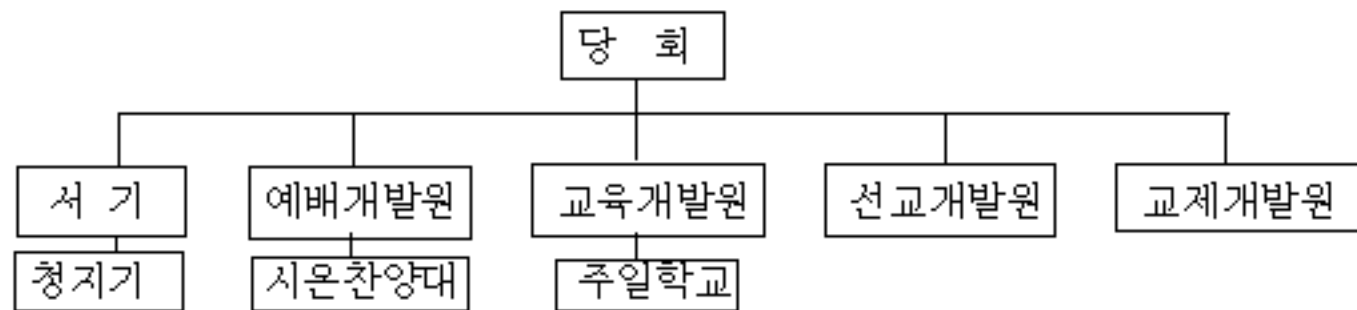 당 회
서 기
예배개발원
교육개발원
선교개발원
교제개발원
청지기
시온찬양대
주일학교